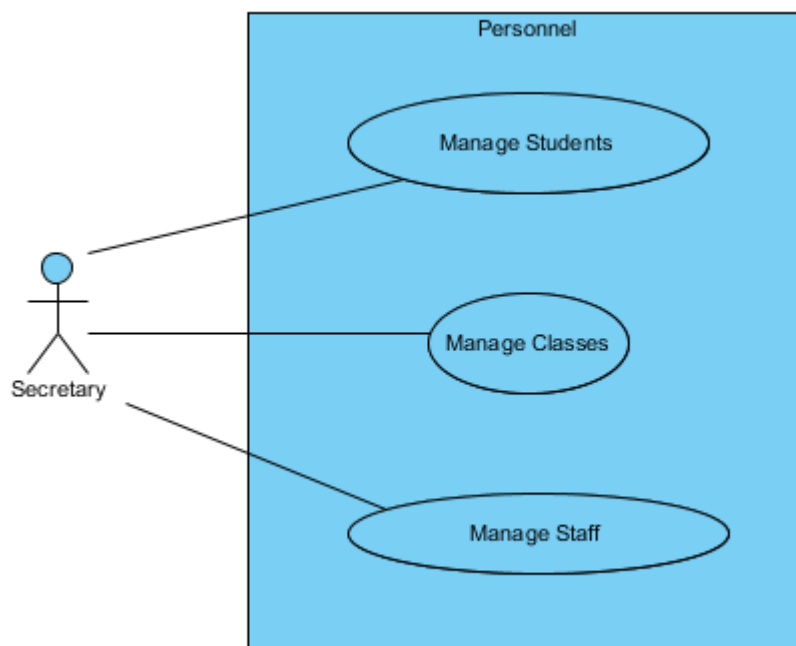 Personnel
Manage Students
Manage Classes
Secretary
Manage Staff